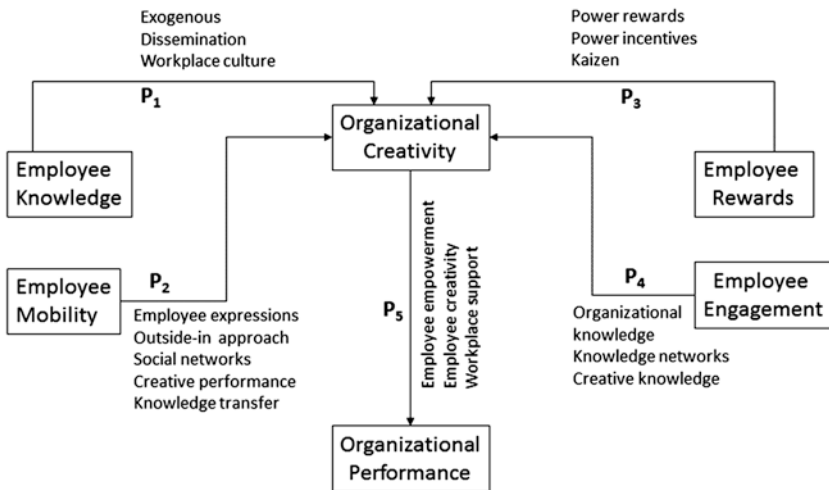 Exogenous
Dissemination
Workplace culture
Power rewards
Power incentives
Kaizen
P1
P3
Organizational
Creativity
Employee
Knowledge
Employee
Rewards
Employee
Mobility
P2
Employee expressions
Outside-in approach
Social networks
Creative performance
Knowledge transfer
P5
Employee empowerment
Employee creativity
Workplace support
P4
Organizational
knowledge
Knowledge networks
Creative knowledge
Employee
Engagement
Organizational
Performance